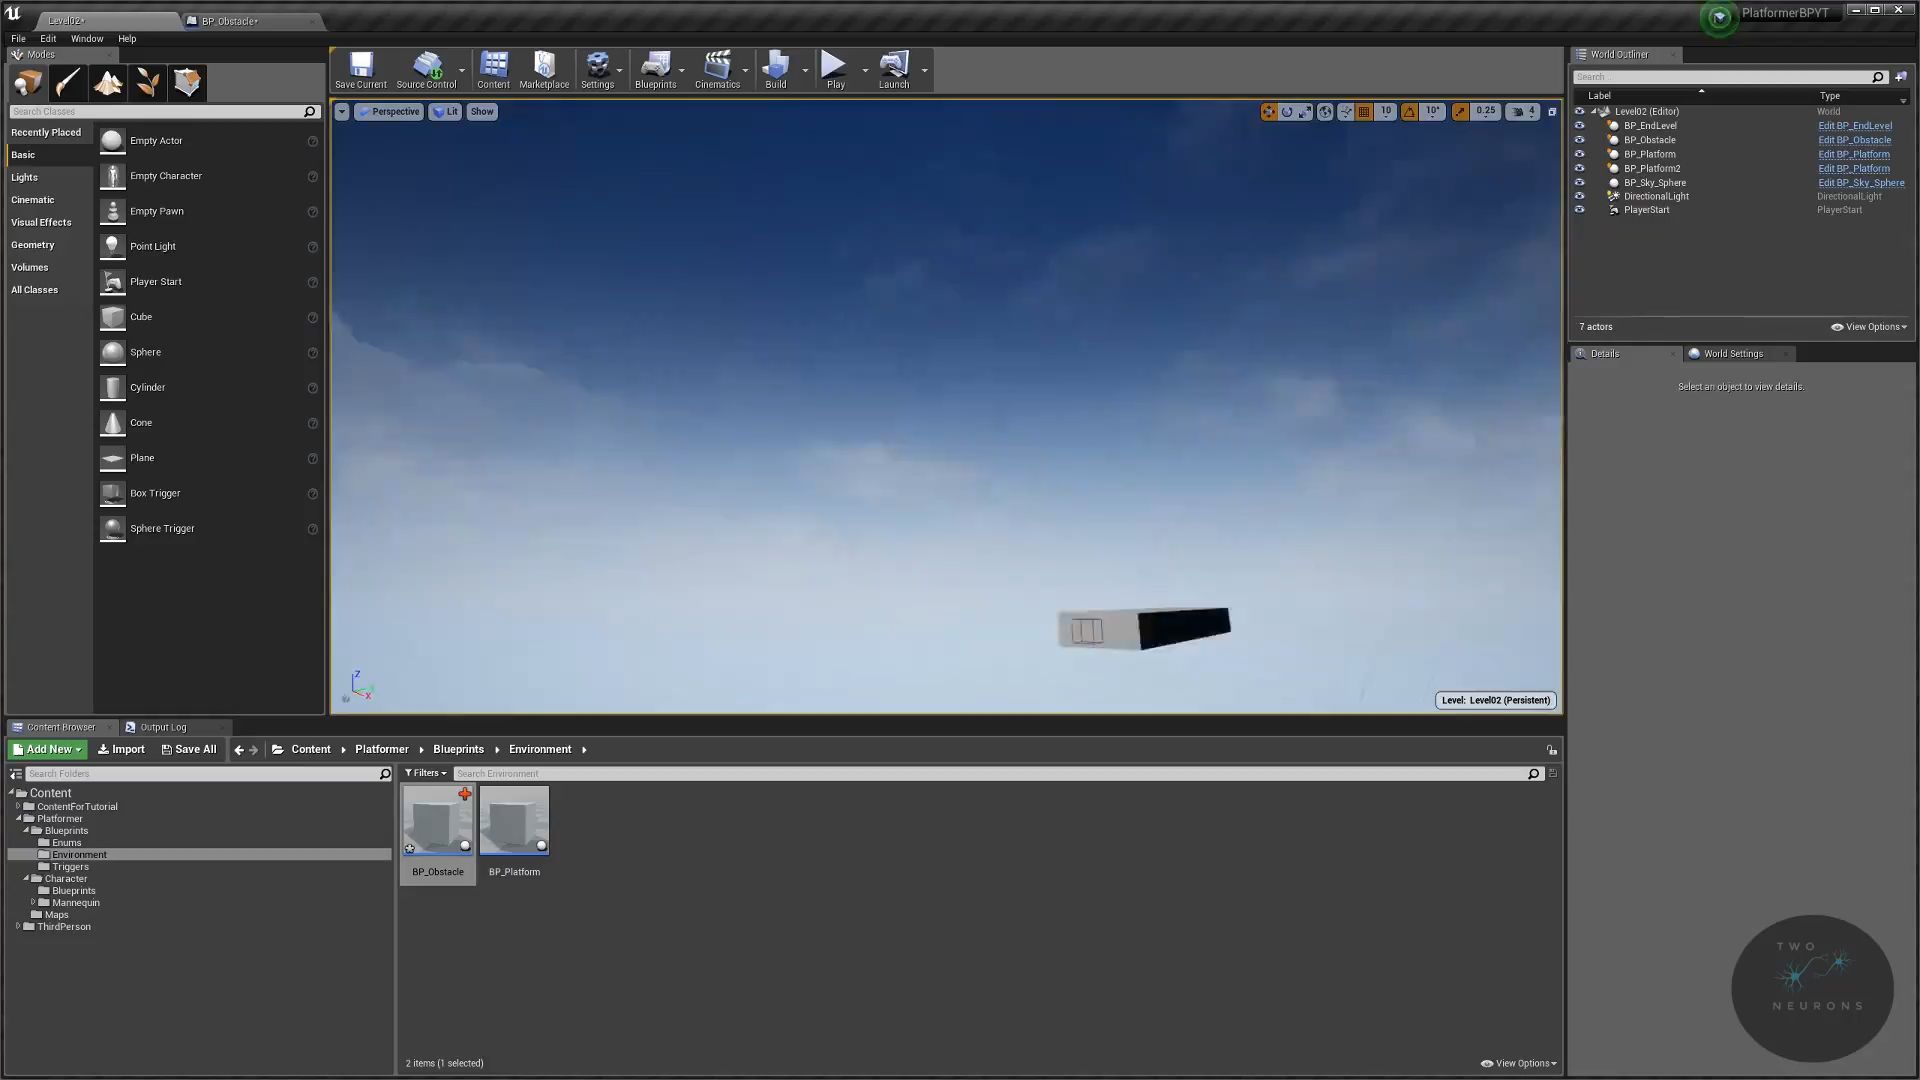 Level02*
BP_Obstacle*
PlatformerBPYT
File Edit Window Help
Modes
Search Classes
Recently Placed
Basic
Lights
Cinematic
Visual Effects
Geometry
Volumes
All Classes
Empty Actor
Empty Character
Empty Pawn
Point Light
Player Start
Cube
Sphere
Cylinder
Cone
Plane
Box Trigger
Sphere Trigger
Save Current
Source Control
Content
Marketplace
Settings
Blueprints
Cinematics
Build
Play
Launch
Perspective
Lit
Show
10
10°
0.25
4
Z
X
Level: Level02 (Persistent)
World Outliner
Search...
Label Type
Level02 (Editor) World
BP_EndLevel Edit BP_EndLevel
BP_Obstacle Edit BP_Obstacle
BP_Platform Edit BP_Platform
BP_Platform2 Edit BP_Platform
BP_Sky_Sphere Edit BP_Sky_Sphere
DirectionalLight DirectionalLight
PlayerStart PlayerStart
7 actors
View Options
Details
World Settings
Select an object to view details.
Content Browser
Output Log
Add New
Import
Save All
Content
Platformer
Blueprints
Environment
Search Folders
Filters
Search Environment
Content
ContentForTutorial
Platformer
Blueprints
Enums
Environment
Triggers
Character
Blueprints
Mannequin
Maps
ThirdPerson
BP_Obstacle
BP_Platform
2 items (1 selected)
View Options
TWO
NEURONS